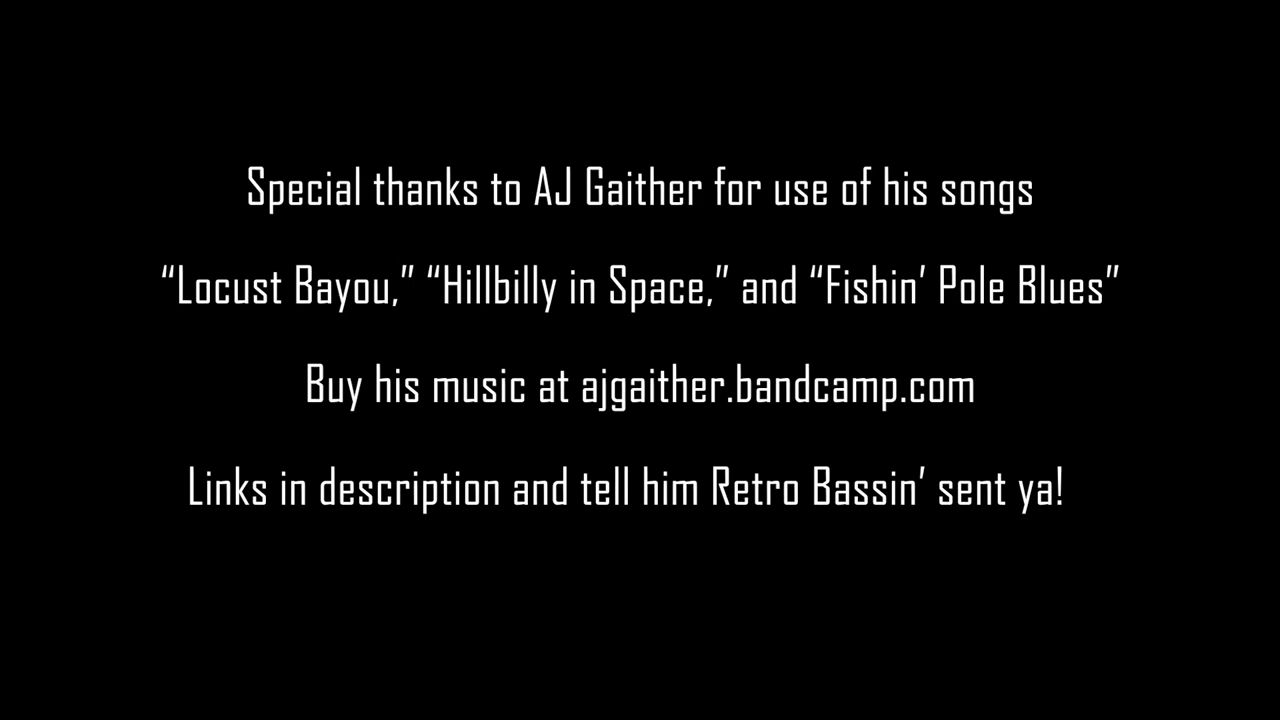 Special thanks to AJ Gaither for use of his songs
“Locust Bayou,” “Hillbilly in Space,” and “Fishin’ Pole Blues”
Buy his music at ajgaither.bandcamp.com
Links in description and tell him Retro Bassin’ sent ya!